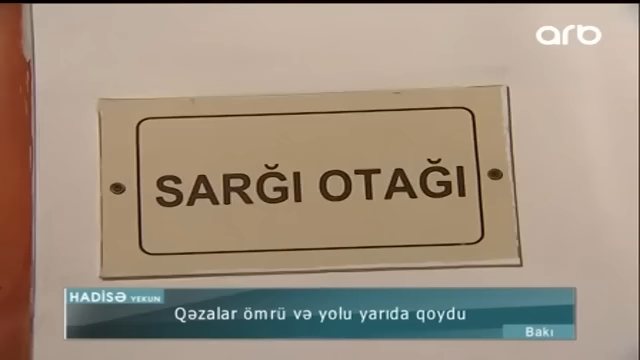 arb
SARĞI OTAĞI
HADİSƏ YEKUN
Qəzalar ömrü və yolu yarıda qoydu
Bakı